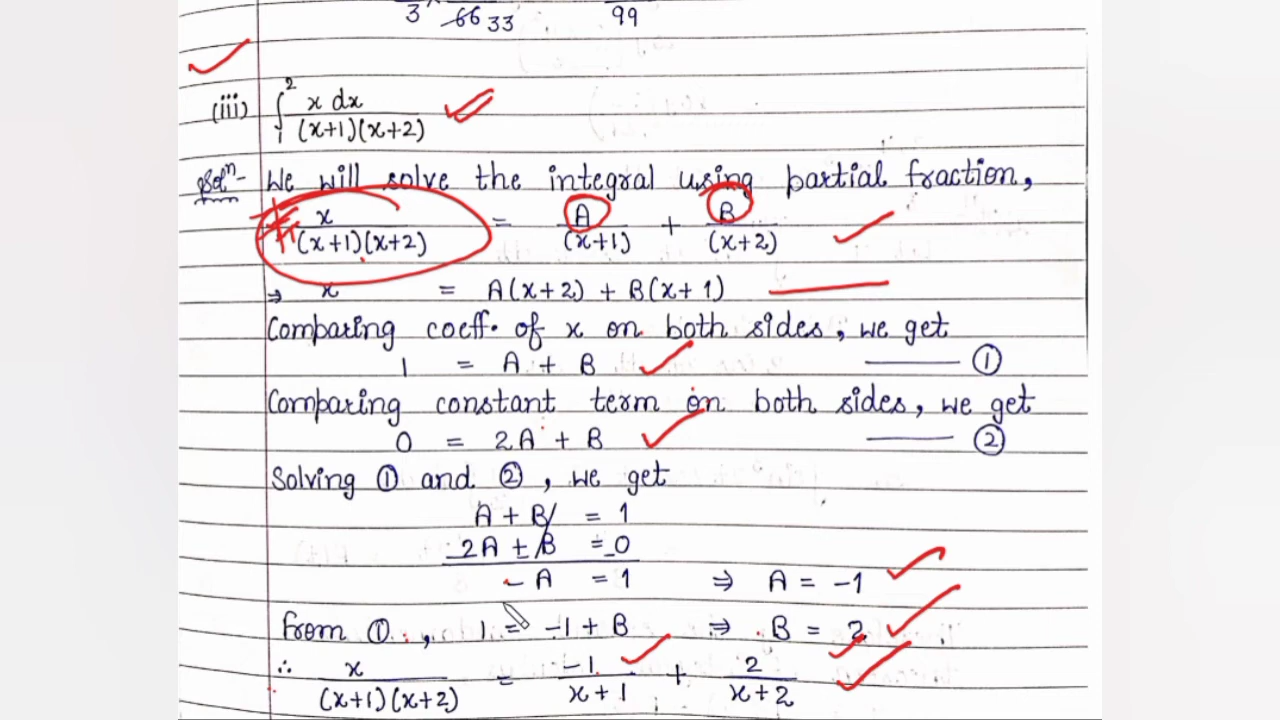 3 66 33 99
(iii) ∫₁² x dx / (x+1)(x+2)
Solⁿ- We will solve the integral using partial fraction,
x / (x+1)(x+2) = A / (x+1) + B / (x+2)
⇒ x = A(x+2) + B(x+1)
Comparing coeff. of x on both sides, we get
1 = A + B —— ①
Comparing constant term on both sides, we get
0 = 2A + B —— ②
Solving ① and ②, we get
A + B = 1
2A ± B = 0
- A = 1 ⇒ A = -1
from ①, 1 = -1 + B ⇒ B = 2
∴ x / (x+1)(x+2) = -1 / x+1 + 2 / x+2